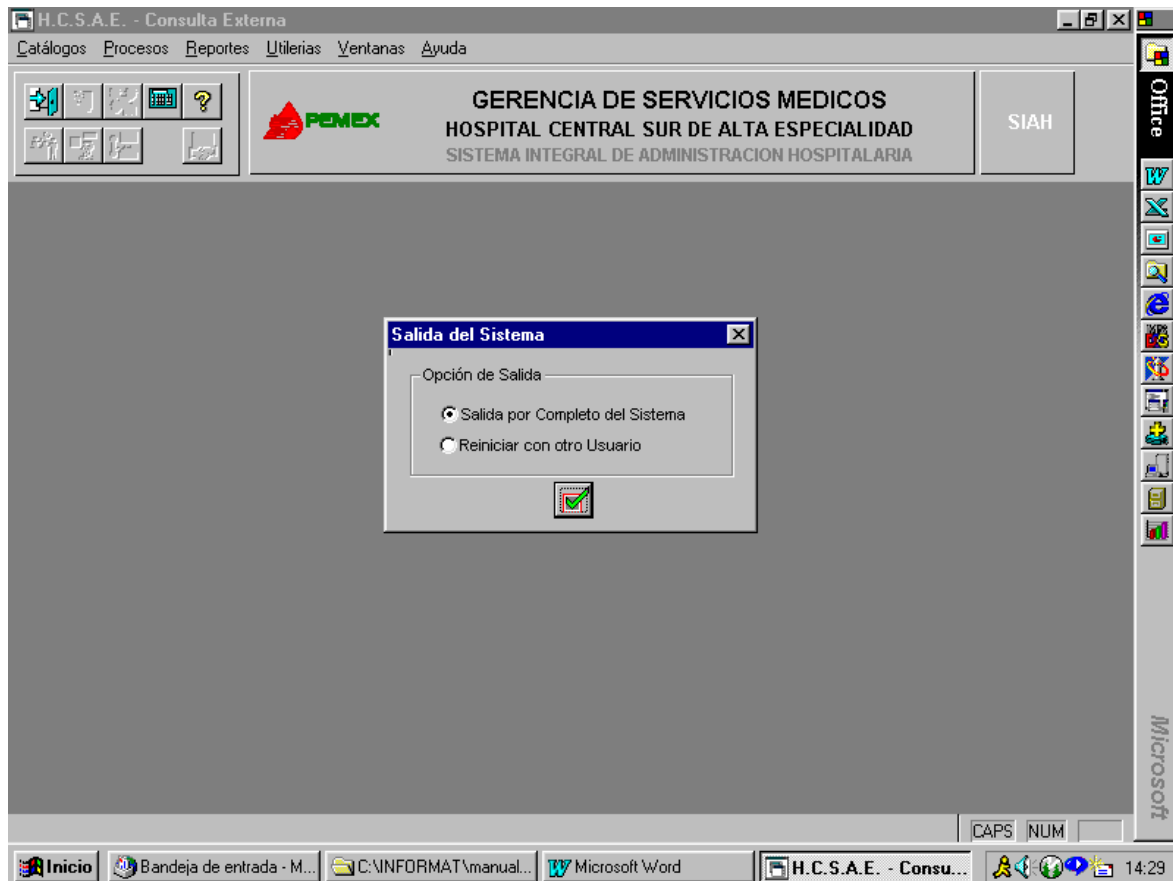 H.C.S.A.E. - Consulta Externa
Catálogos Procesos Reportes Utilerias Ventanas Ayuda
PEMEX
GERENCIA DE SERVICIOS MEDICOS
HOSPITAL CENTRAL SUR DE ALTA ESPECIALIDAD
SISTEMA INTEGRAL DE ADMINISTRACION HOSPITALARIA
SIAH
Office
Salida del Sistema
Opción de Salida
Salida por Completo del Sistema
Reiniciar con otro Usuario
Microsoft
CAPS NUM
Inicio
Bandeja de entrada - M...
C:\INFORMAT\manual...
Microsoft Word
H.C.S.A.E. - Consu...
14:29